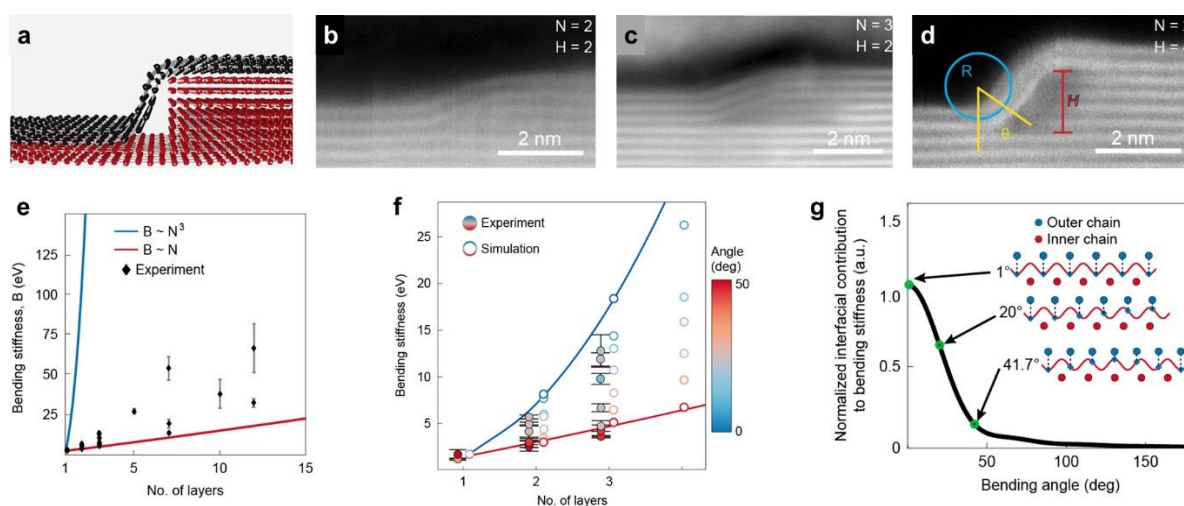 a
b
N = 2
H = 2
2 nm
c
N = 3
H = 2
2 nm
d
R
θ
H
2 nm
e
B ~ N³
B ~ N
Experiment
Bending stiffness, B (eV)
125
100
75
50
25
1
5
10
15
No. of layers
f
Experiment
Simulation
Bending stiffness (eV)
25
20
15
10
5
1
2
3
No. of layers
Angle
(deg)
50
0
g
Normalized interfacial contribution
to bending stiffness (a.u.)
1.5
1.0
0.5
0
50
100
150
Bending angle (deg)
Outer chain
Inner chain
1°
20°
41.7°